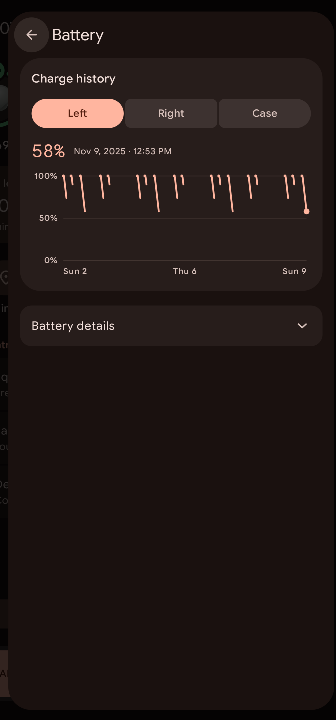 Battery
Charge history
Left Right Case
58% Nov 9, 2025 · 12:53 PM
100%
50%
0%
Sun 2 Thu 6 Sun 9
Battery details